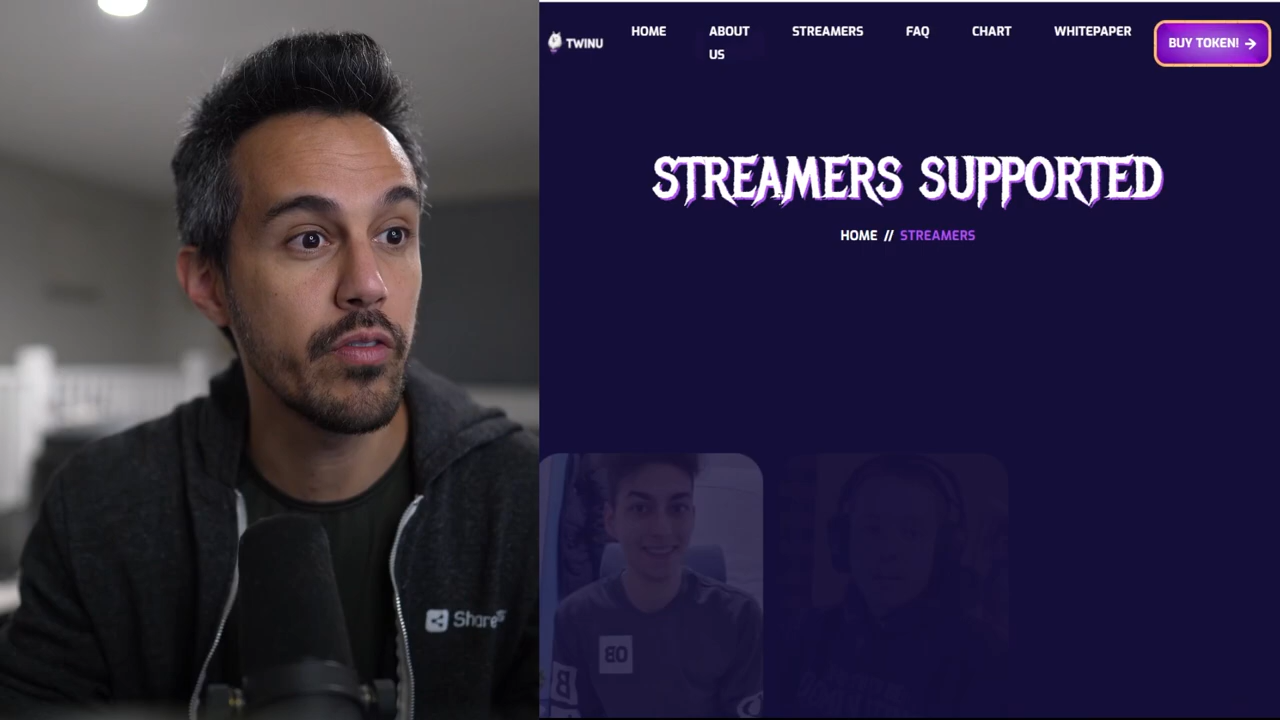 TWINU
HOME
ABOUT
US
STREAMERS
FAQ
CHART
WHITEPAPER
BUY TOKEN!
STREAMERS SUPPORTED
HOME // STREAMERS
Share